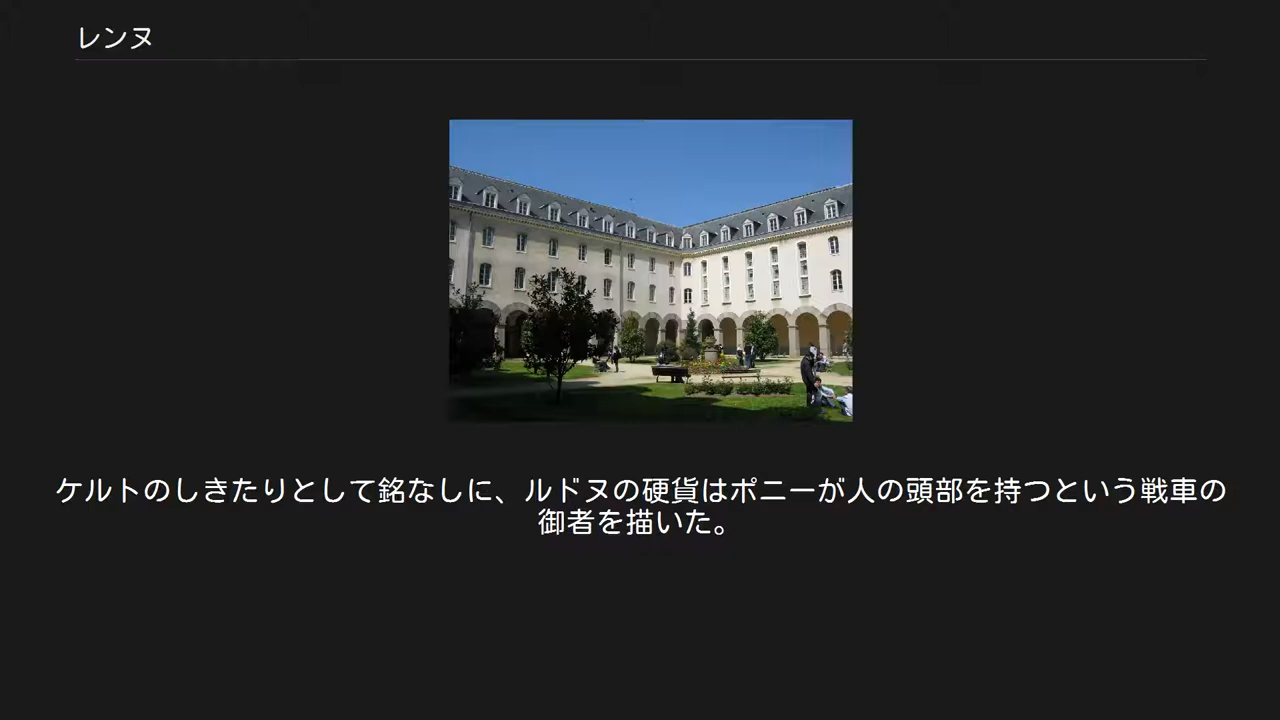 レンヌ
ケルトのしきたりとして銘なしに、ルドヌの硬貨はポニーが人の頭部を持つという戦車の
御者を描いた。